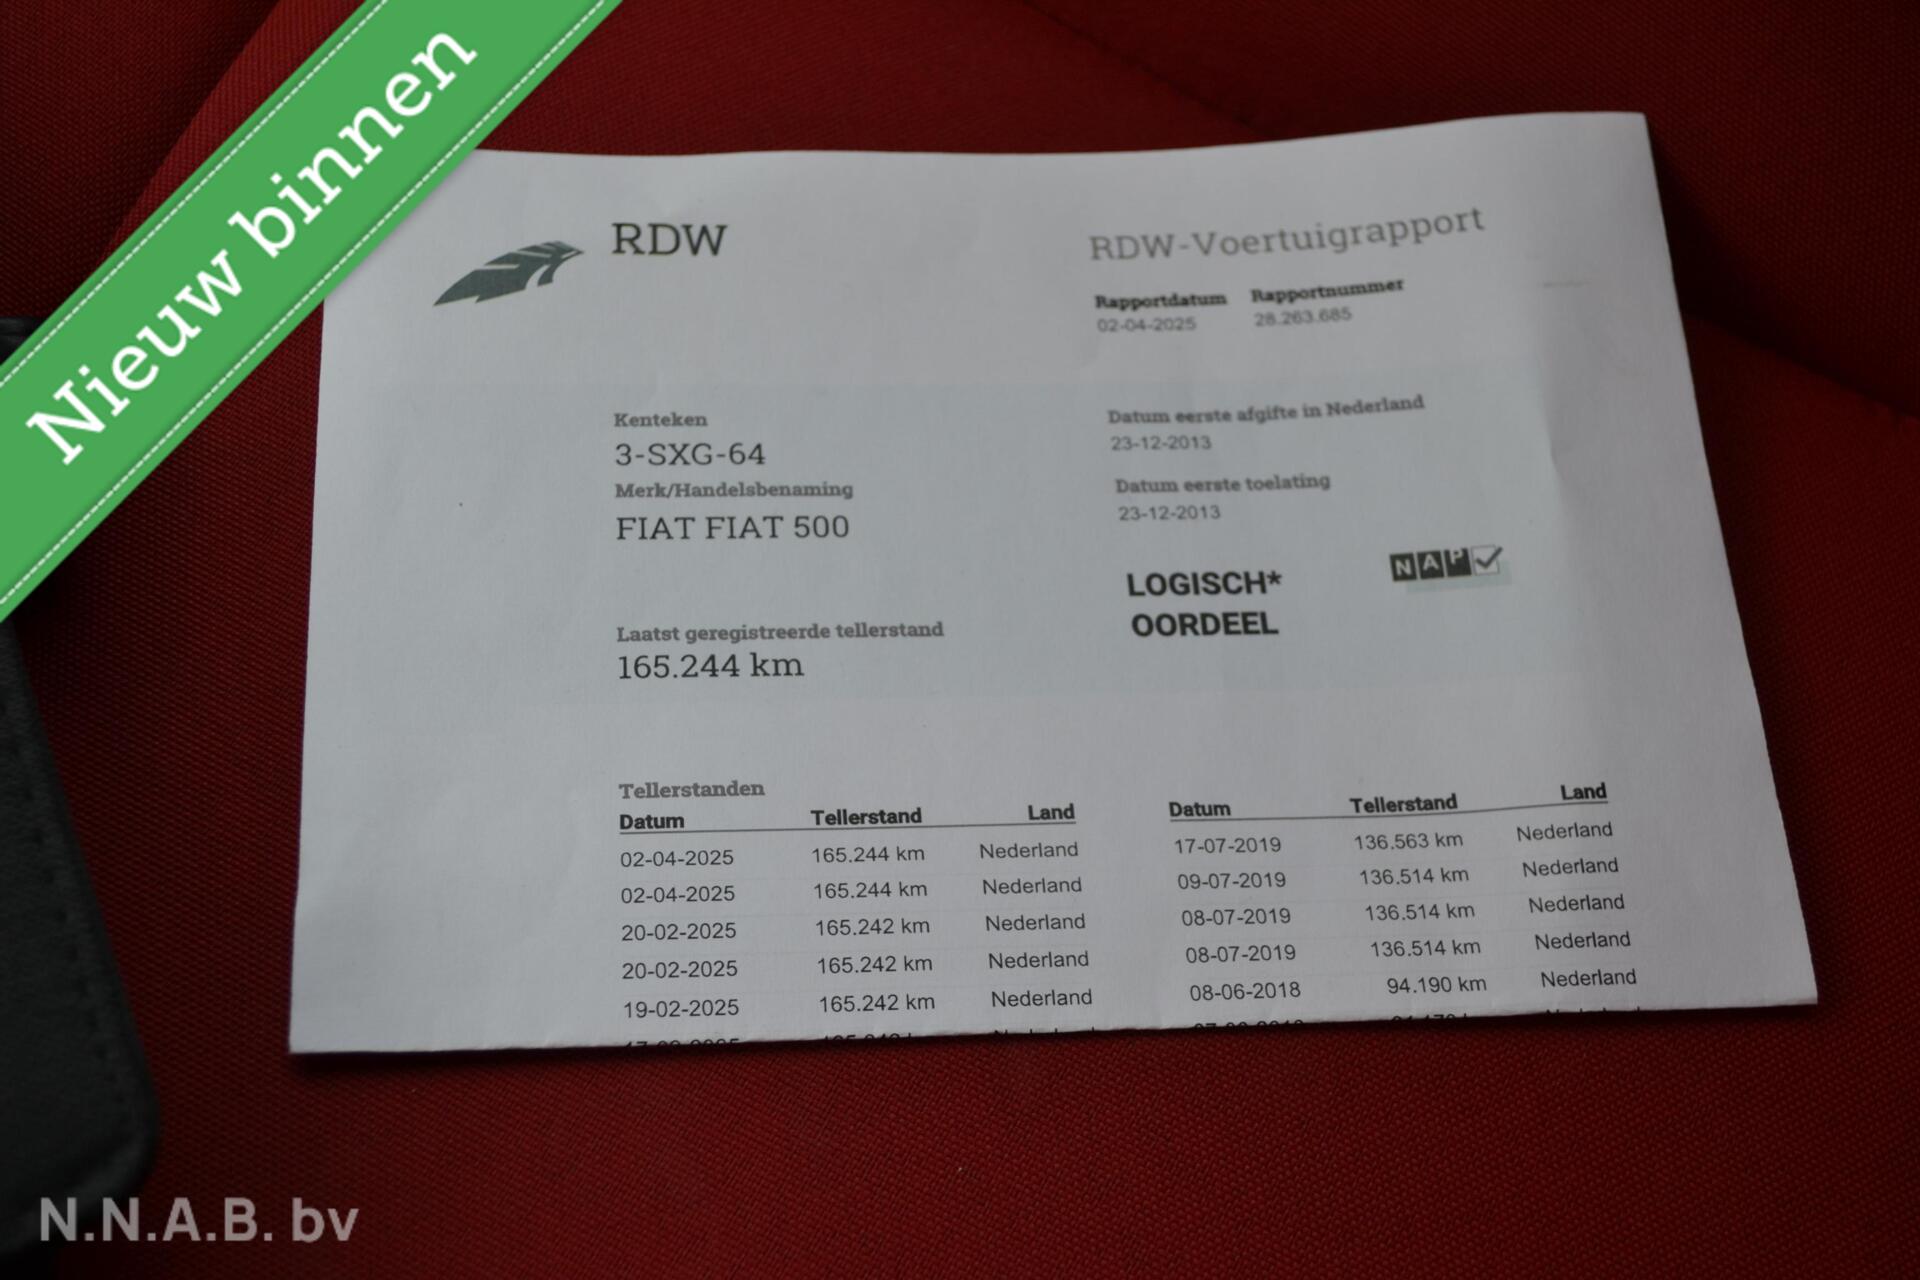 Nieuw binnen
RDW
RDW-Voertuigrapport
Rapportdatum Rapportnummer
02-04-2025 28.263.685
Kenteken
3-SXG-64
Merk/Handelsbenaming
FIAT FIAT 500
Datum eerste afgifte in Nederland
23-12-2013
Datum eerste toelating
23-12-2013
LOGISCH*
OORDEEL
NAP
Laatst geregistreerde tellerstand
165.244 km
Tellerstanden
Datum Tellerstand Land
02-04-2025 165.244 km Nederland
02-04-2025 165.244 km Nederland
20-02-2025 165.242 km Nederland
20-02-2025 165.242 km Nederland
19-02-2025 165.242 km Nederland
Datum Tellerstand Land
17-07-2019 136.563 km Nederland
09-07-2019 136.514 km Nederland
08-07-2019 136.514 km Nederland
08-07-2019 136.514 km Nederland
08-06-2018 94.190 km Nederland
N.N.A.B. bv